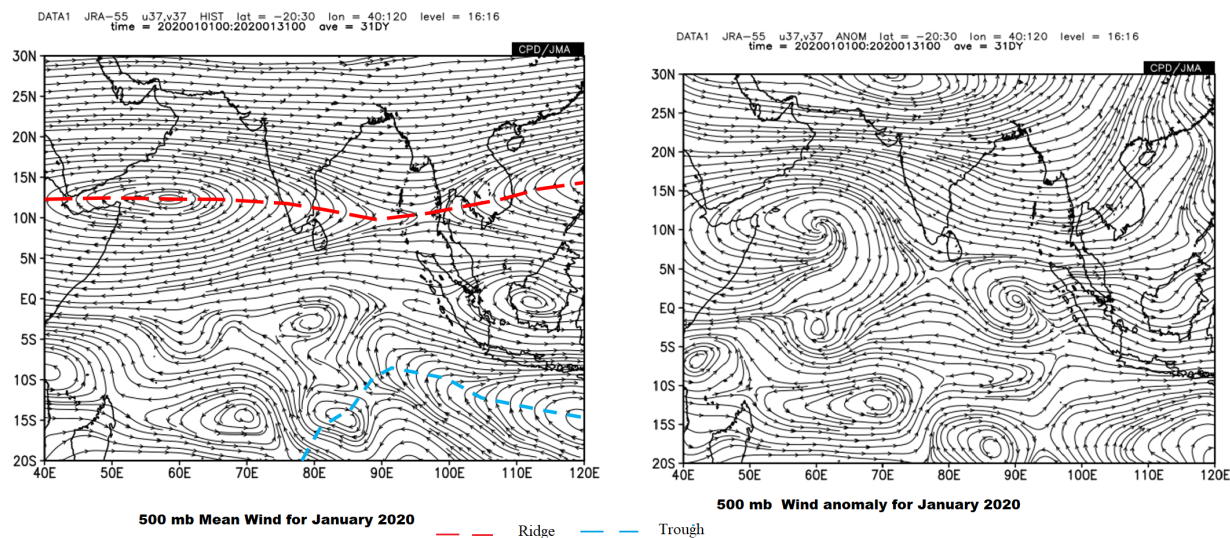 DATA1 JRA-55 u37,v37 HIST lat = -20:30 lon = 40:120 level = 16:16
time = 2020010100:2020013100 ave = 31DY
CPD/JMA
30N
25N
20N
15N
10N
5N
EQ
5S
10S
15S
20S
40E 50E 60E 70E 80E 90E 100E 110E 120E
500 mb Mean Wind for January 2020
DATA1 JRA-55 u37,v37 ANOM lat = -20:30 lon = 40:120 level = 16:16
time = 2020010100:2020013100 ave = 31DY
CPD/JMA
30N
25N
20N
15N
10N
5N
EQ
5S
10S
15S
20S
40E 50E 60E 70E 80E 90E 100E 110E 120E
500 mb Wind anomaly for January 2020
Ridge Trough